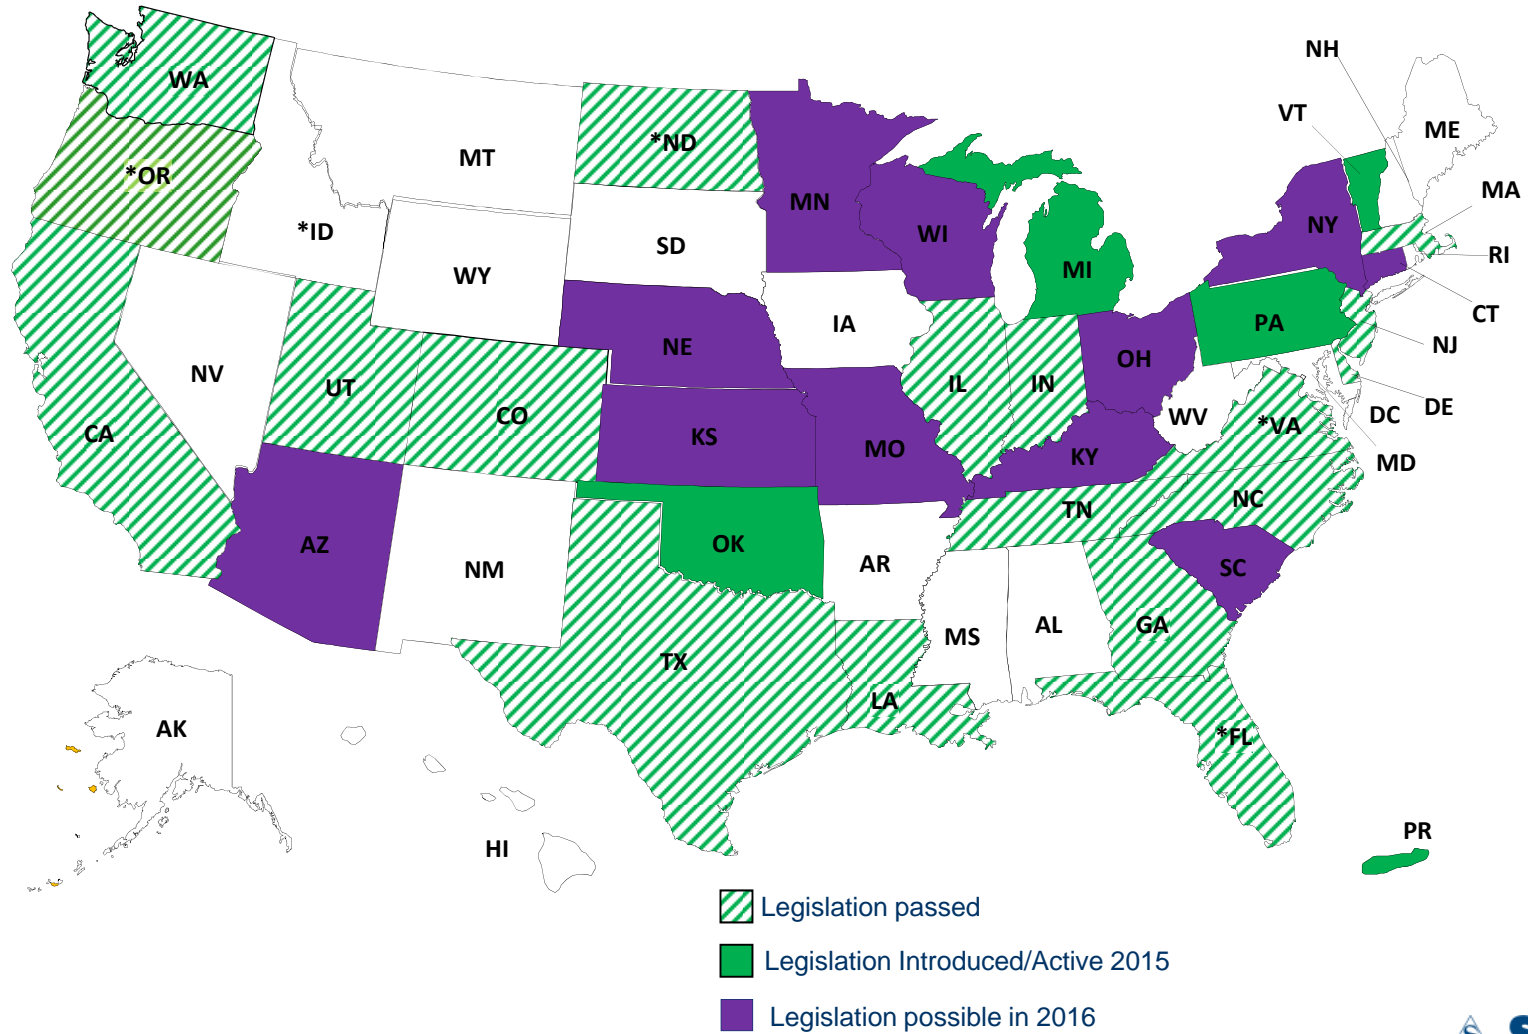 NH
VT
ME
WA
*ND
MT
*OR
MA
MN
*ID
NY
WI
SD
RI
MI
WY
CT
IA
PA
NJ
NE
OH
NV
UT
IL
IN
DE
CO
DC
WV
*VA
CA
KS
MO
KY
MD
NC
TN
AZ
OK
AR
NM
SC
MS
AL
GA
TX
LA
AK
*FL
PR
HI
Legislation passed
Legislation Introduced/Active 2015
Legislation possible in 2016